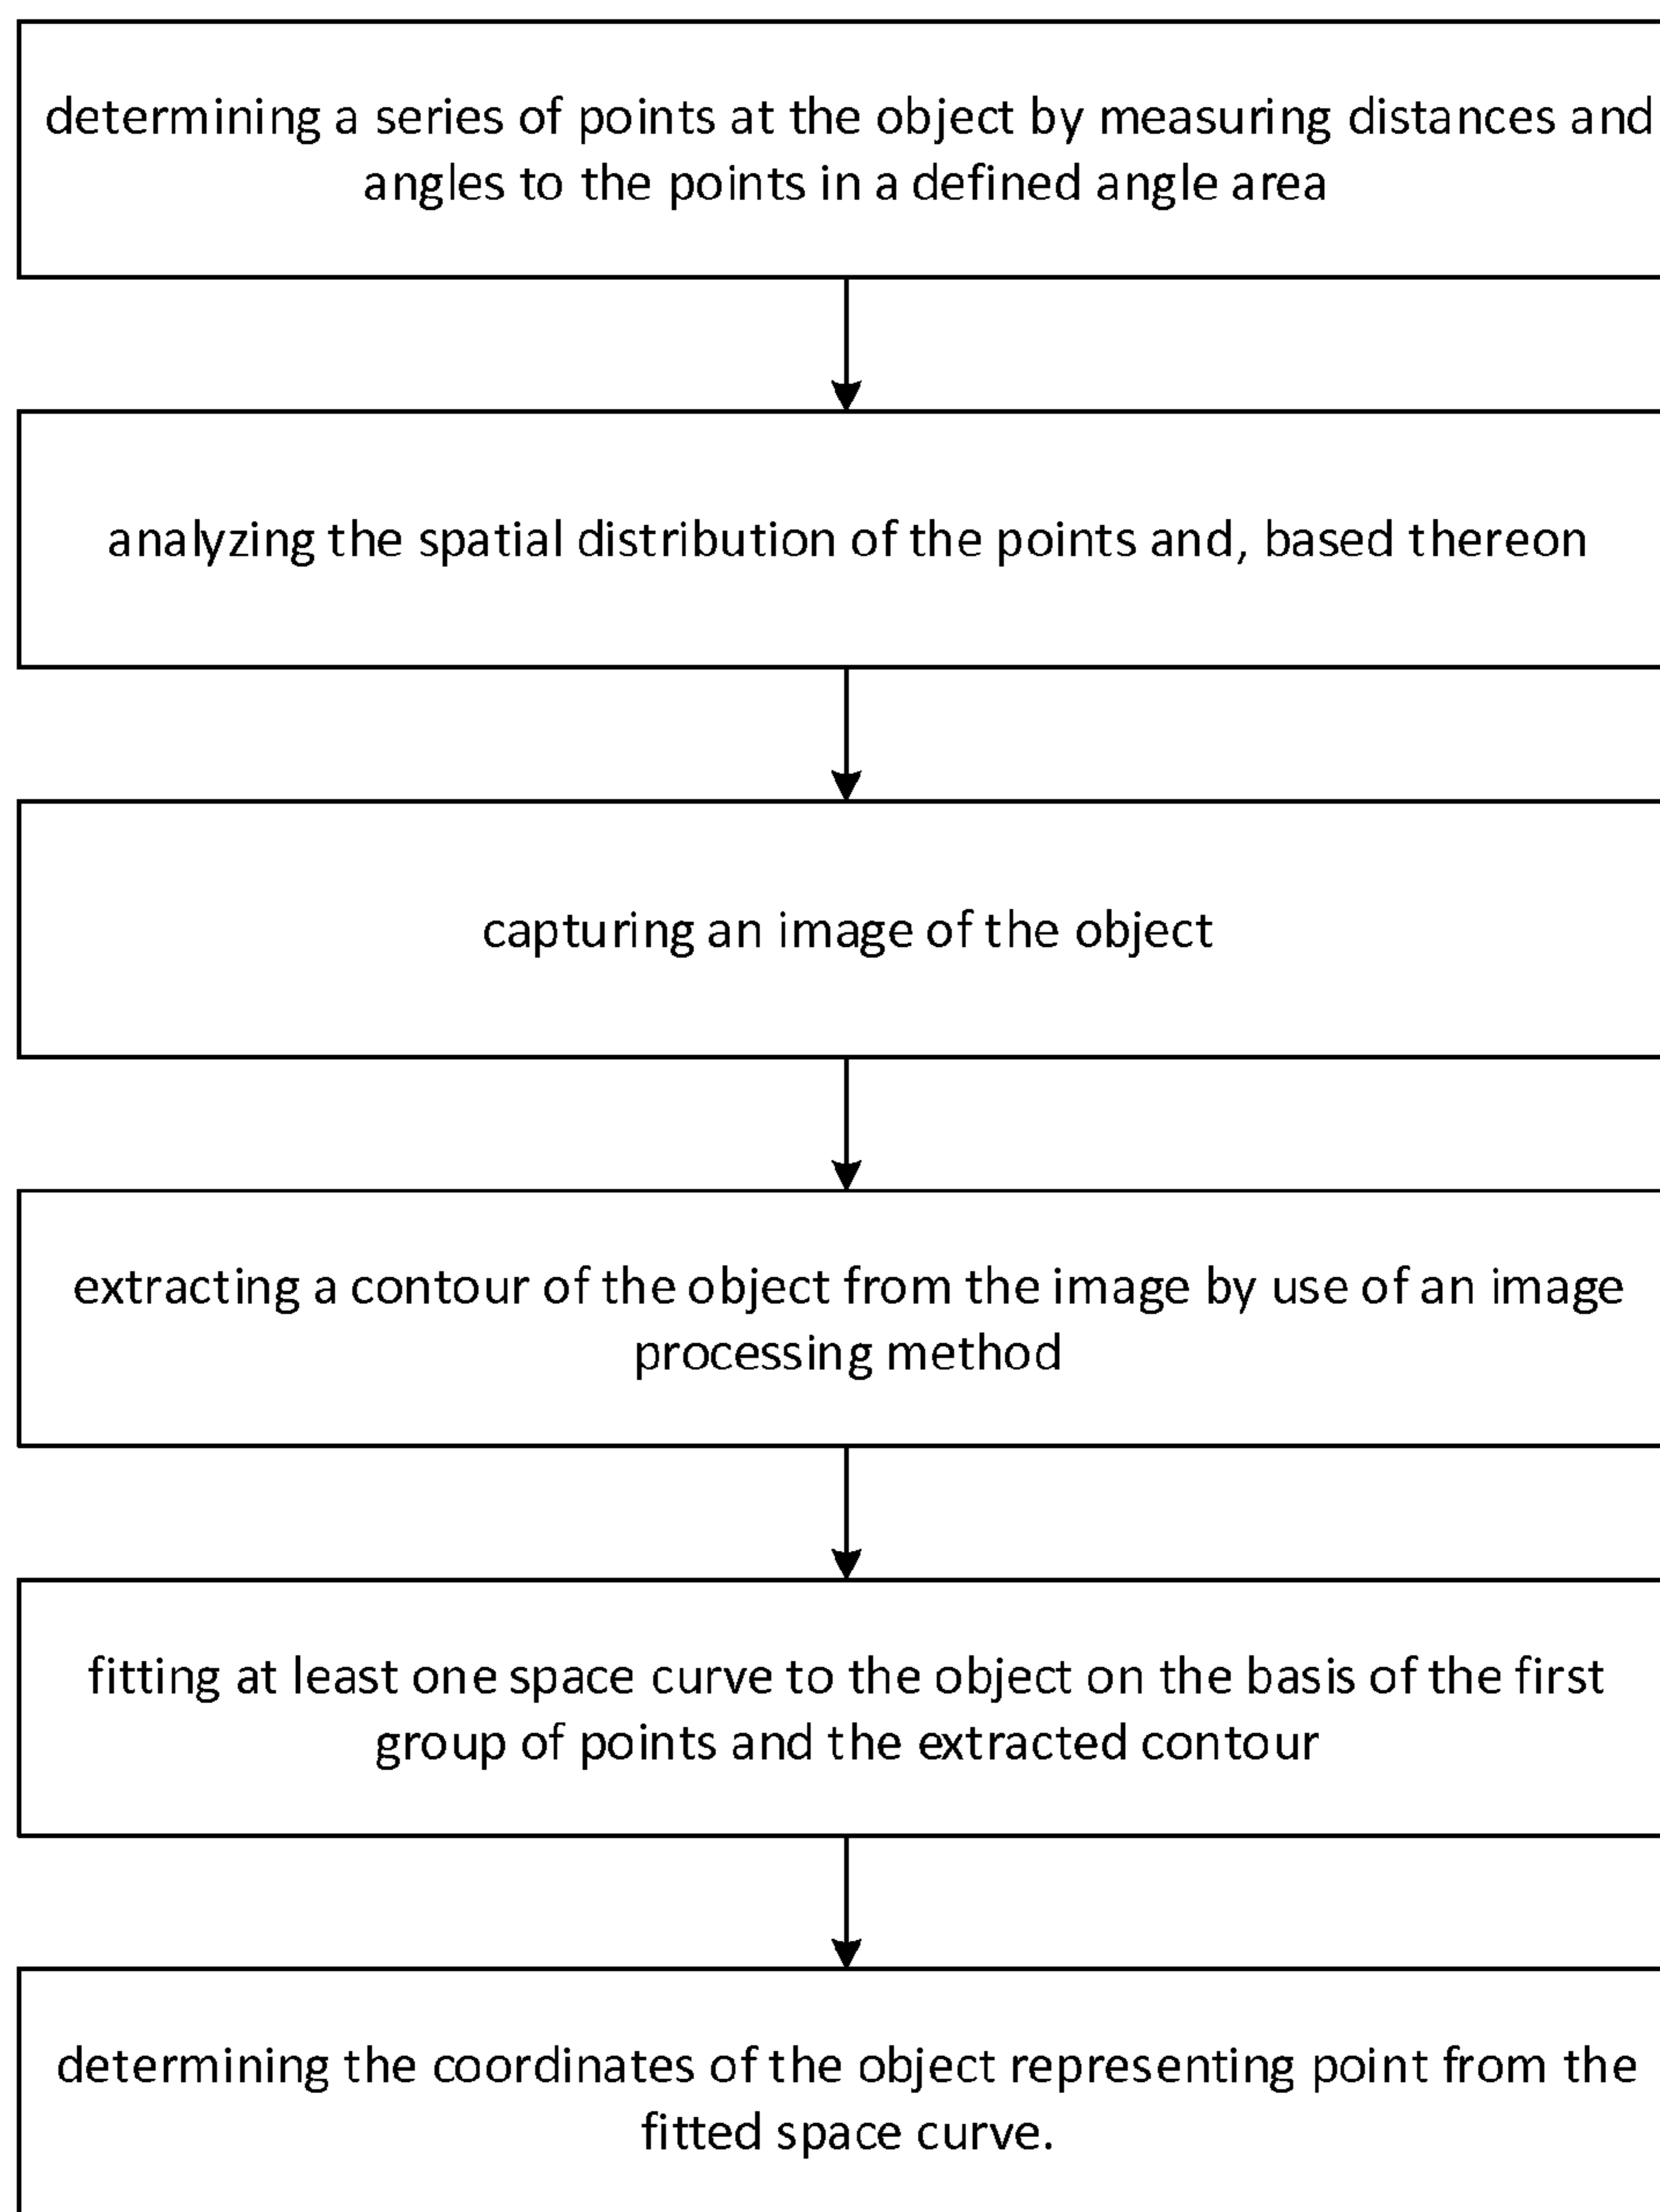 determining a series of points at the object by measuring distances and
angles to the points in a defined angle area
analyzing the spatial distribution of the points and, based thereon
capturing an image of the object
extracting a contour of the object from the image by use of an image
processing method
fitting at least one space curve to the object on the basis of the first
group of points and the extracted contour
determining the coordinates of the object representing point from the
fitted space curve.